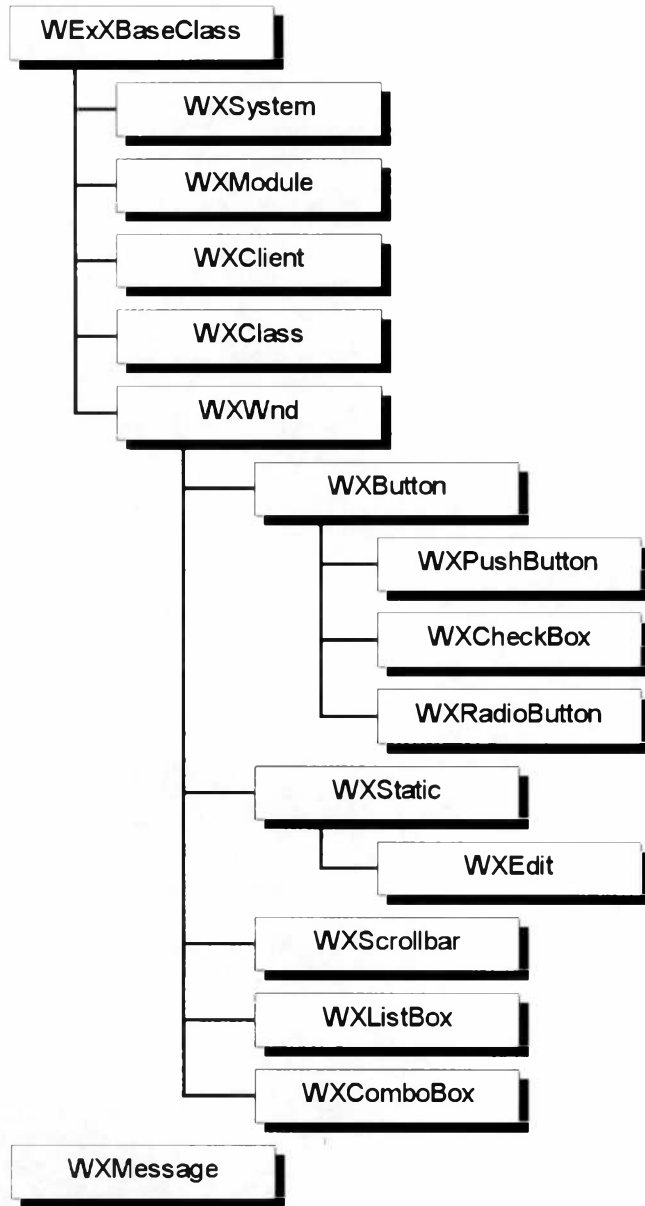 WExXBaseClass
WXSystem
WXModule
WXClient
WXClass
WXWnd
WXButton
WXPushButton
WXCheckBox
WXRadioButton
WXStatic
WXEdit
WXScrollbar
WXListBox
WXComboBox
WXMessage